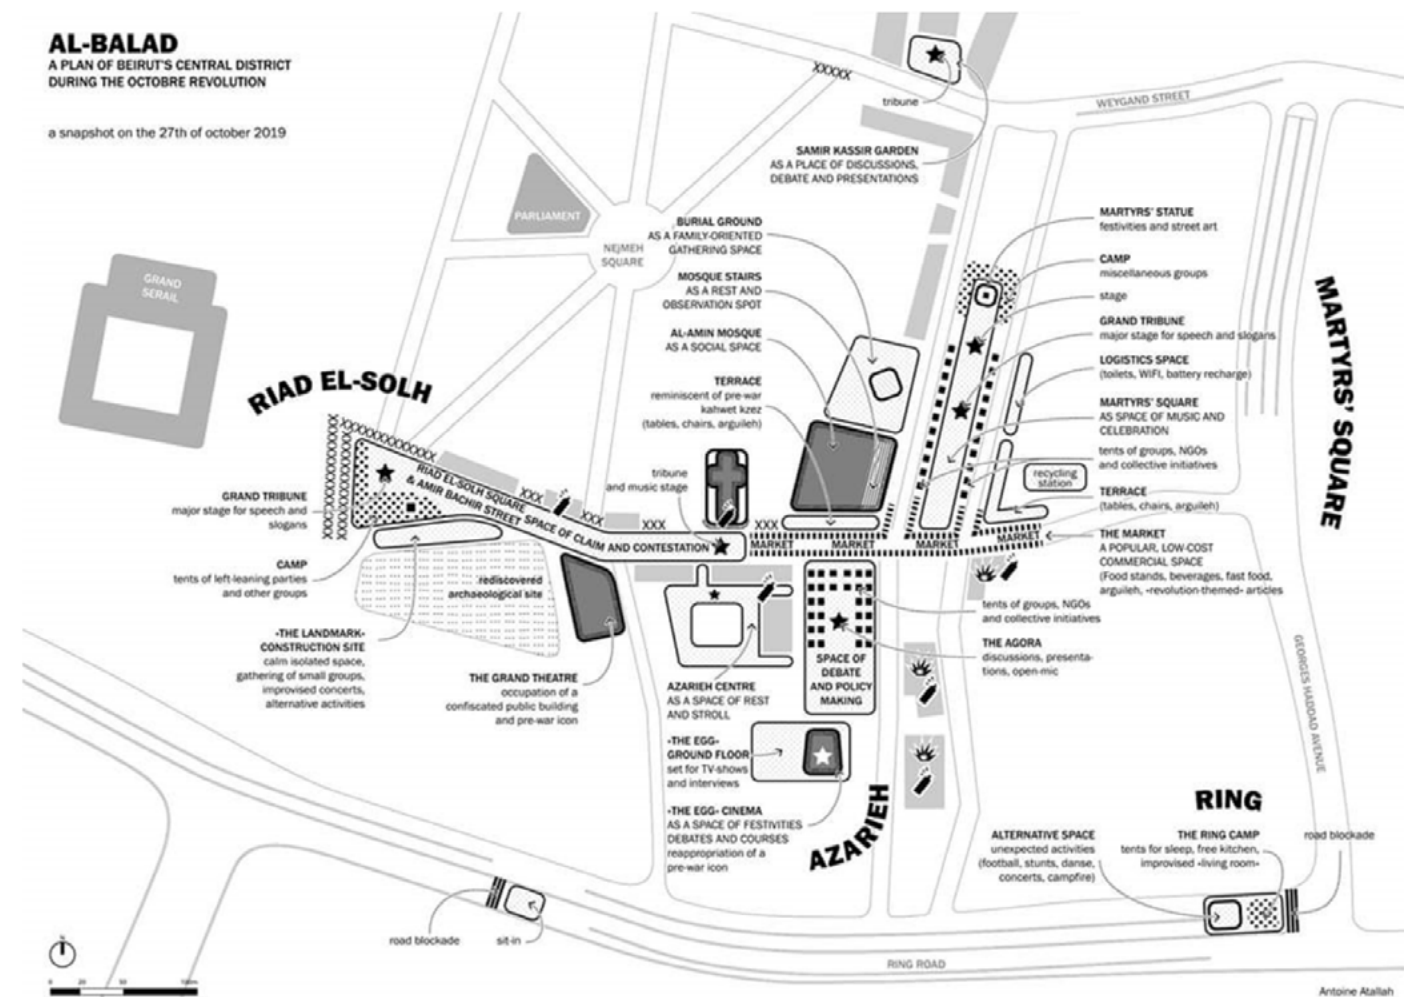 AL-BALAD
A PLAN OF BEIRUT'S CENTRAL DISTRICT
DURING THE OCTOBRE REVOLUTION
a snapshot on the 27th of october 2019
XXXXX
tribune
WEYGAND STREET
SAMIR KASSIR GARDEN
AS A PLACE OF DISCUSSIONS,
DEBATE AND PRESENTATIONS
PARLIAMENT
NEJMEH
SQUARE
GRAND
SERAIL
BURIAL GROUND
AS A FAMILY-ORIENTED
GATHERING SPACE
MOSQUE STAIRS
AS A REST AND
OBSERVATION SPOT
AL-AMIN MOSQUE
AS A SOCIAL SPACE
TERRACE
reminiscent of pre-war
kahwet kzez
(tables, chairs, arguileh)
tribune
and music stage
MARTYRS' STATUE
festivities and street art
CAMP
miscellaneous groups
stage
GRAND TRIBUNE
major stage for speech and slogans
LOGISTICS SPACE
(toilets, WIFI, battery recharge)
MARTYRS' SQUARE
AS SPACE OF MUSIC AND
CELEBRATION
tents of groups, NGOs
and collective initiatives
recycling
station
TERRACE
(tables, chairs, arguileh)
THE MARKET
A POPULAR, LOW-COST
COMMERCIAL SPACE
(Food stands, beverages, fast food,
arguileh, «revolution-themed» articles
MARTYRS' SQUARE
RIAD EL-SOLH
XXXXXXXXXXXXXX
RIAD EL-SOLH SQUARE
& AMIR BACHIR STREET SPACE OF CLAIM AND CONTESTATION
XXX
XXX
XXX
XXX
MARKET
MARKET
MARKET
MARKET
GRAND TRIBUNE
major stage for speech and
slogans
CAMP
tents of left-leaning parties
and other groups
rediscovered
archaeological site
«THE LANDMARK»
CONSTRUCTION SITE
calm isolated space,
gathering of small groups,
improvised concerts,
alternative activities
THE GRAND THEATRE
occupation of a
confiscated public building
and pre-war icon
tents of groups, NGOs
and collective initiatives
THE AGORA
discussions, presenta-
tions, open-mic
SPACE OF
DEBATE
AND POLICY
MAKING
AZARIEH CENTRE
AS A SPACE OF REST
AND STROLL
«THE EGG»
GROUND FLOOR
set for TV-shows
and interviews
«THE EGG» CINEMA
AS A SPACE OF FESTIVITIES
DEBATES AND COURSES
reappropriation of a
pre-war icon
AZARIEH
GEORGES HADDAD AVENUE
RING
ALTERNATIVE SPACE
unexpected activities
(football, stunts, danse,
concerts, campfire)
THE RING CAMP
tents for sleep, free kitchen,
improvised «living room»
road blockade
road blockade
sit-in
RING ROAD
N
0 20 50 100m
Antoine Atallah